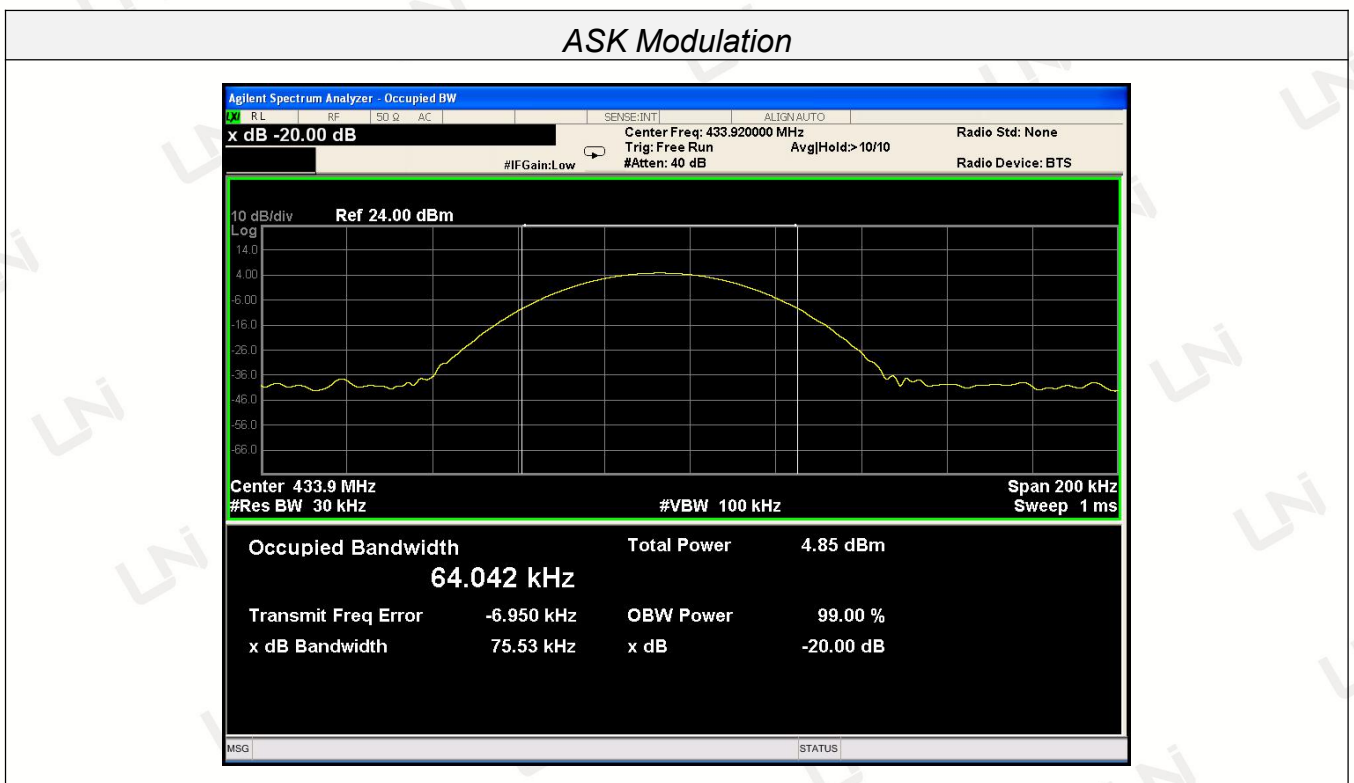 ASK Modulation
Agilent Spectrum Analyzer - Occupied BW
LXI RL RF 50 Ω AC SENSE:INT ALIGN AUTO
x dB -20.00 dB Center Freq: 433.920000 MHz Radio Std: None
Trig: Free Run Avg|Hold:>10/10
#IFGain:Low #Atten: 40 dB Radio Device: BTS
10 dB/div Ref 24.00 dBm
Log
14.0
4.00
-6.00
-16.0
-26.0
-36.0
-46.0
-56.0
-66.0
Center 433.9 MHz Span 200 kHz
#Res BW 30 kHz #VBW 100 kHz Sweep 1 ms
Occupied Bandwidth Total Power 4.85 dBm
64.042 kHz
Transmit Freq Error -6.950 kHz OBW Power 99.00 %
x dB Bandwidth 75.53 kHz x dB -20.00 dB
MSG STATUS
LNi